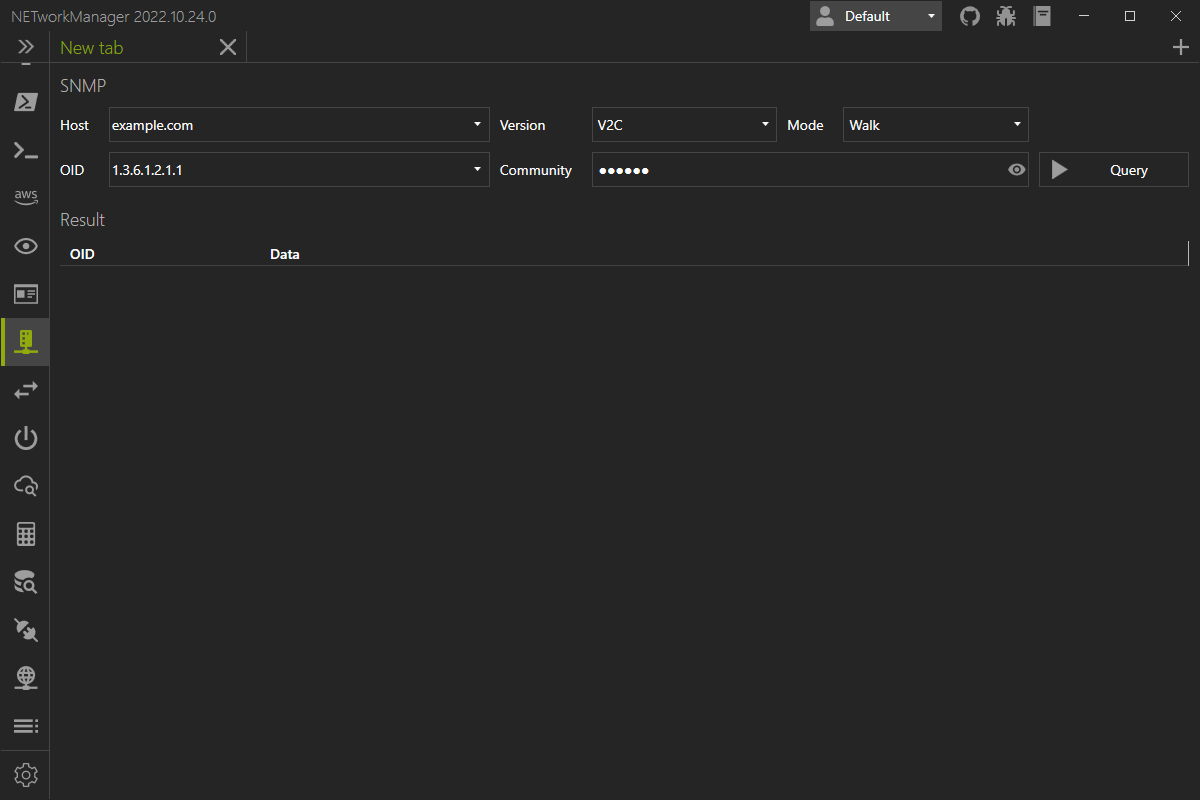 NETworkManager 2022.10.24.0 Default
New tab
SNMP
Host example.com Version V2C Mode Walk
OID 1.3.6.1.2.1.1 Community ●●●●●● Query
aws
Result
OID Data